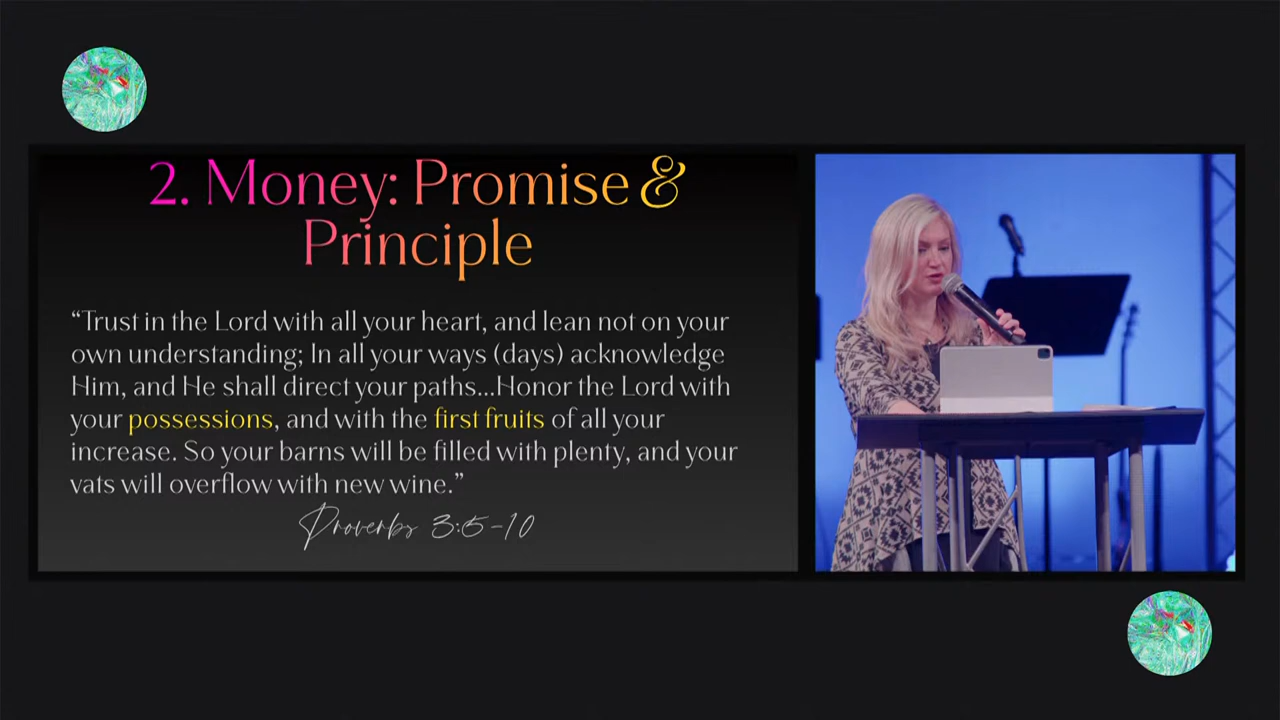 2. Money: Promise &
Principle
“Trust in the Lord with all your heart, and lean not on your
own understanding; In all your ways (days) acknowledge
Him, and He shall direct your paths...Honor the Lord with
your possessions, and with the first fruits of all your
increase. So your barns will be filled with plenty, and your
vats will overflow with new wine.”
Proverbs 3:5-10